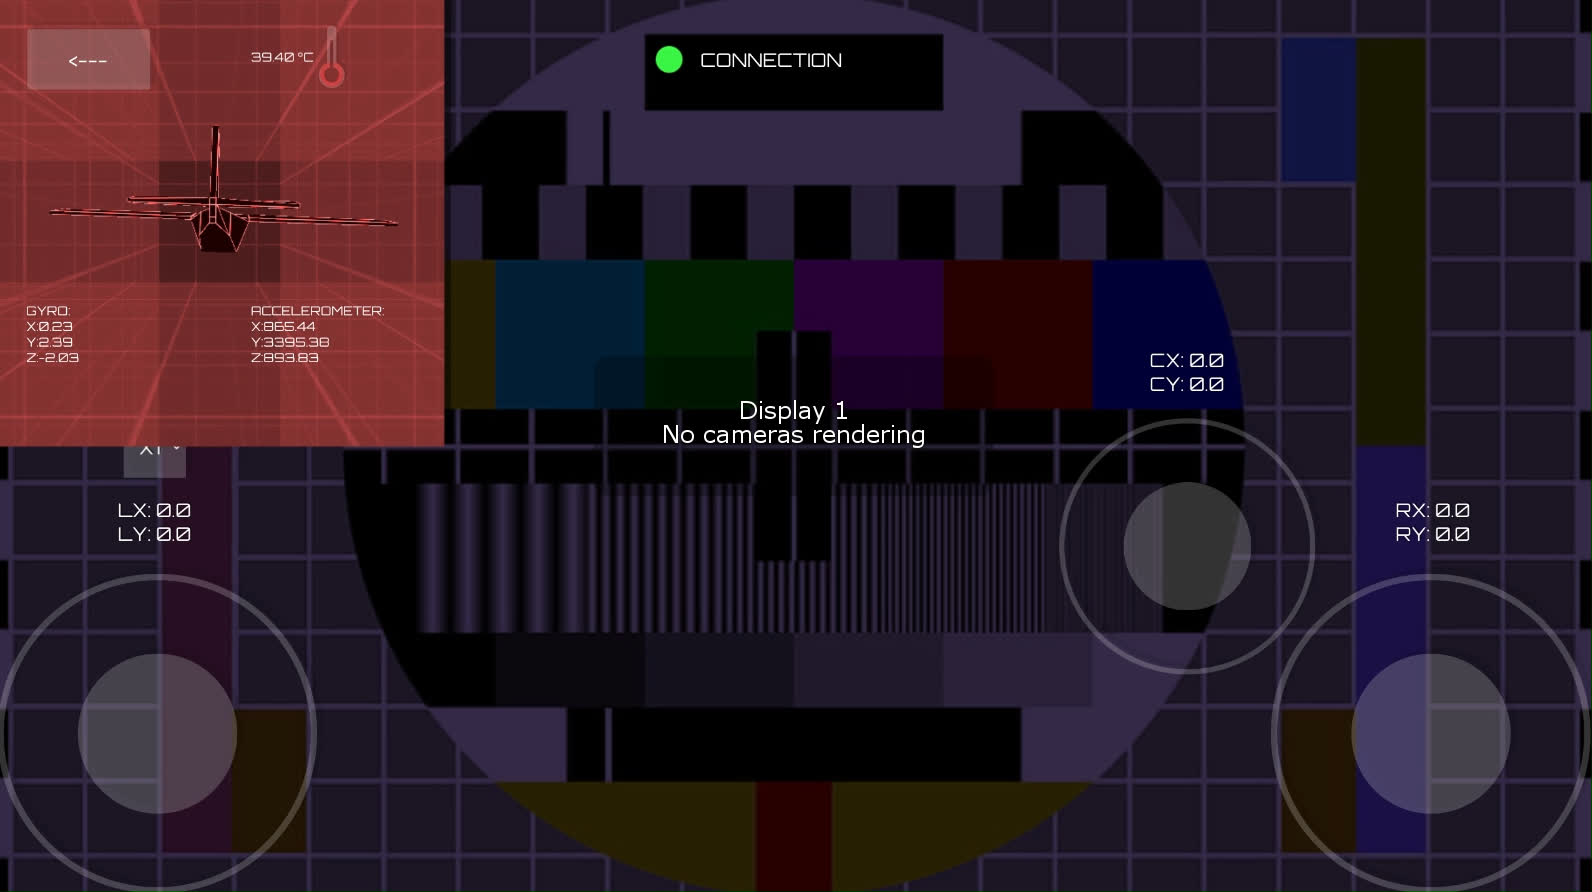 <---
39.40 °C
CONNECTION
GYRO:
X:0.23
Y:2.39
Z:-2.03
ACCELEROMETER:
X:865.44
Y:3395.38
Z:893.83
CX: 0.0
CY: 0.0
Display 1
No cameras rendering
LX: 0.0
LY: 0.0
RX: 0.0
RY: 0.0